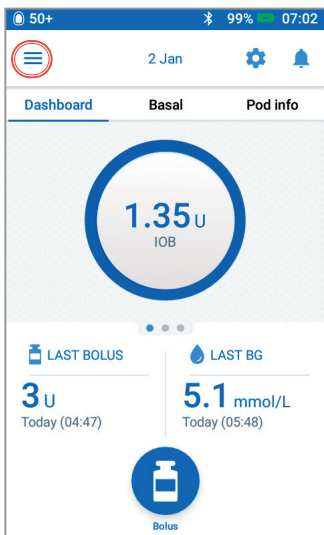 50+ 99% 07:02
2 Jan
Dashboard Basal Pod info
1.35 U
IOB
LAST BOLUS
3 U
Today (04:47)
LAST BG
5.1 mmol/L
Today (05:48)
Bolus